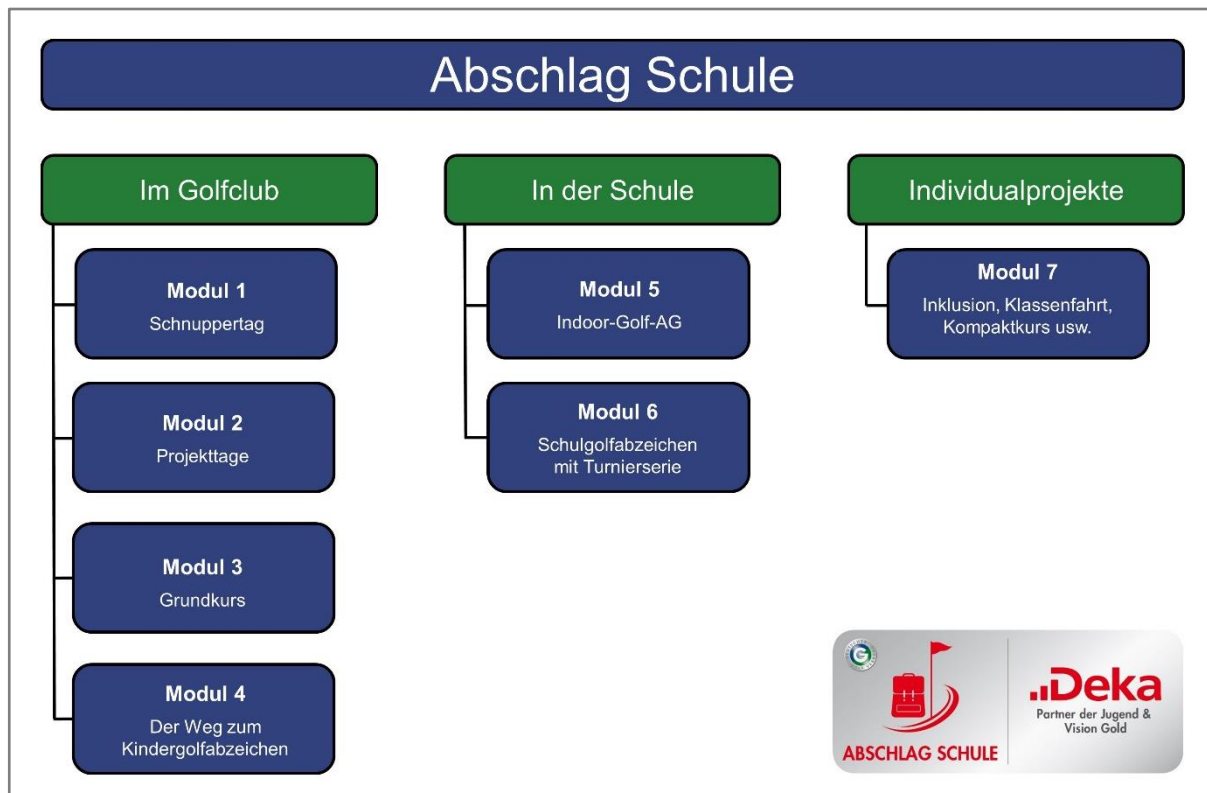 Abschlag Schule
Im Golfclub
Modul 1
Schnuppertag
Modul 2
Projekttage
Modul 3
Grundkurs
Modul 4
Der Weg zum
Kindergolfabzeichen
In der Schule
Modul 5
Indoor-Golf-AG
Modul 6
Schulgolfabzeichen
mit Turnierserie
Individualprojekte
Modul 7
Inklusion, Klassenfahrt,
Kompaktkurs usw.
ABSCHLAG SCHULE
Deka
Partner der Jugend &
Vision Gold